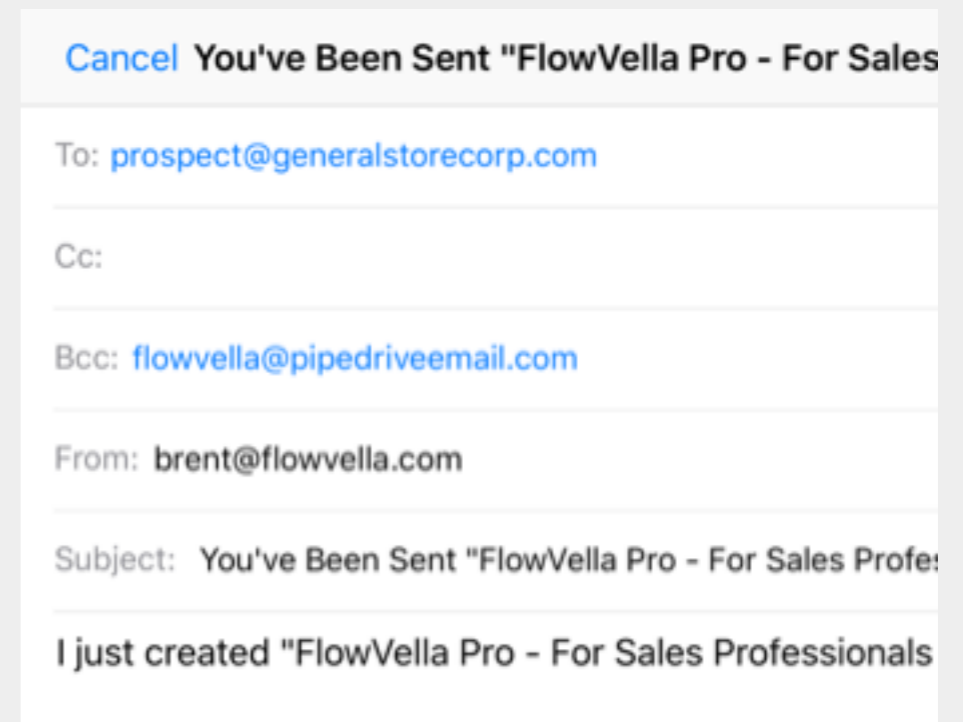 Cancel You've Been Sent "FlowVella Pro - For Sales
To: prospect@generalstorecorp.com
Cc:
Bcc: flowvella@pipedriveemail.com
From: brent@flowvella.com
Subject: You've Been Sent "FlowVella Pro - For Sales Profes
I just created "FlowVella Pro - For Sales Professionals